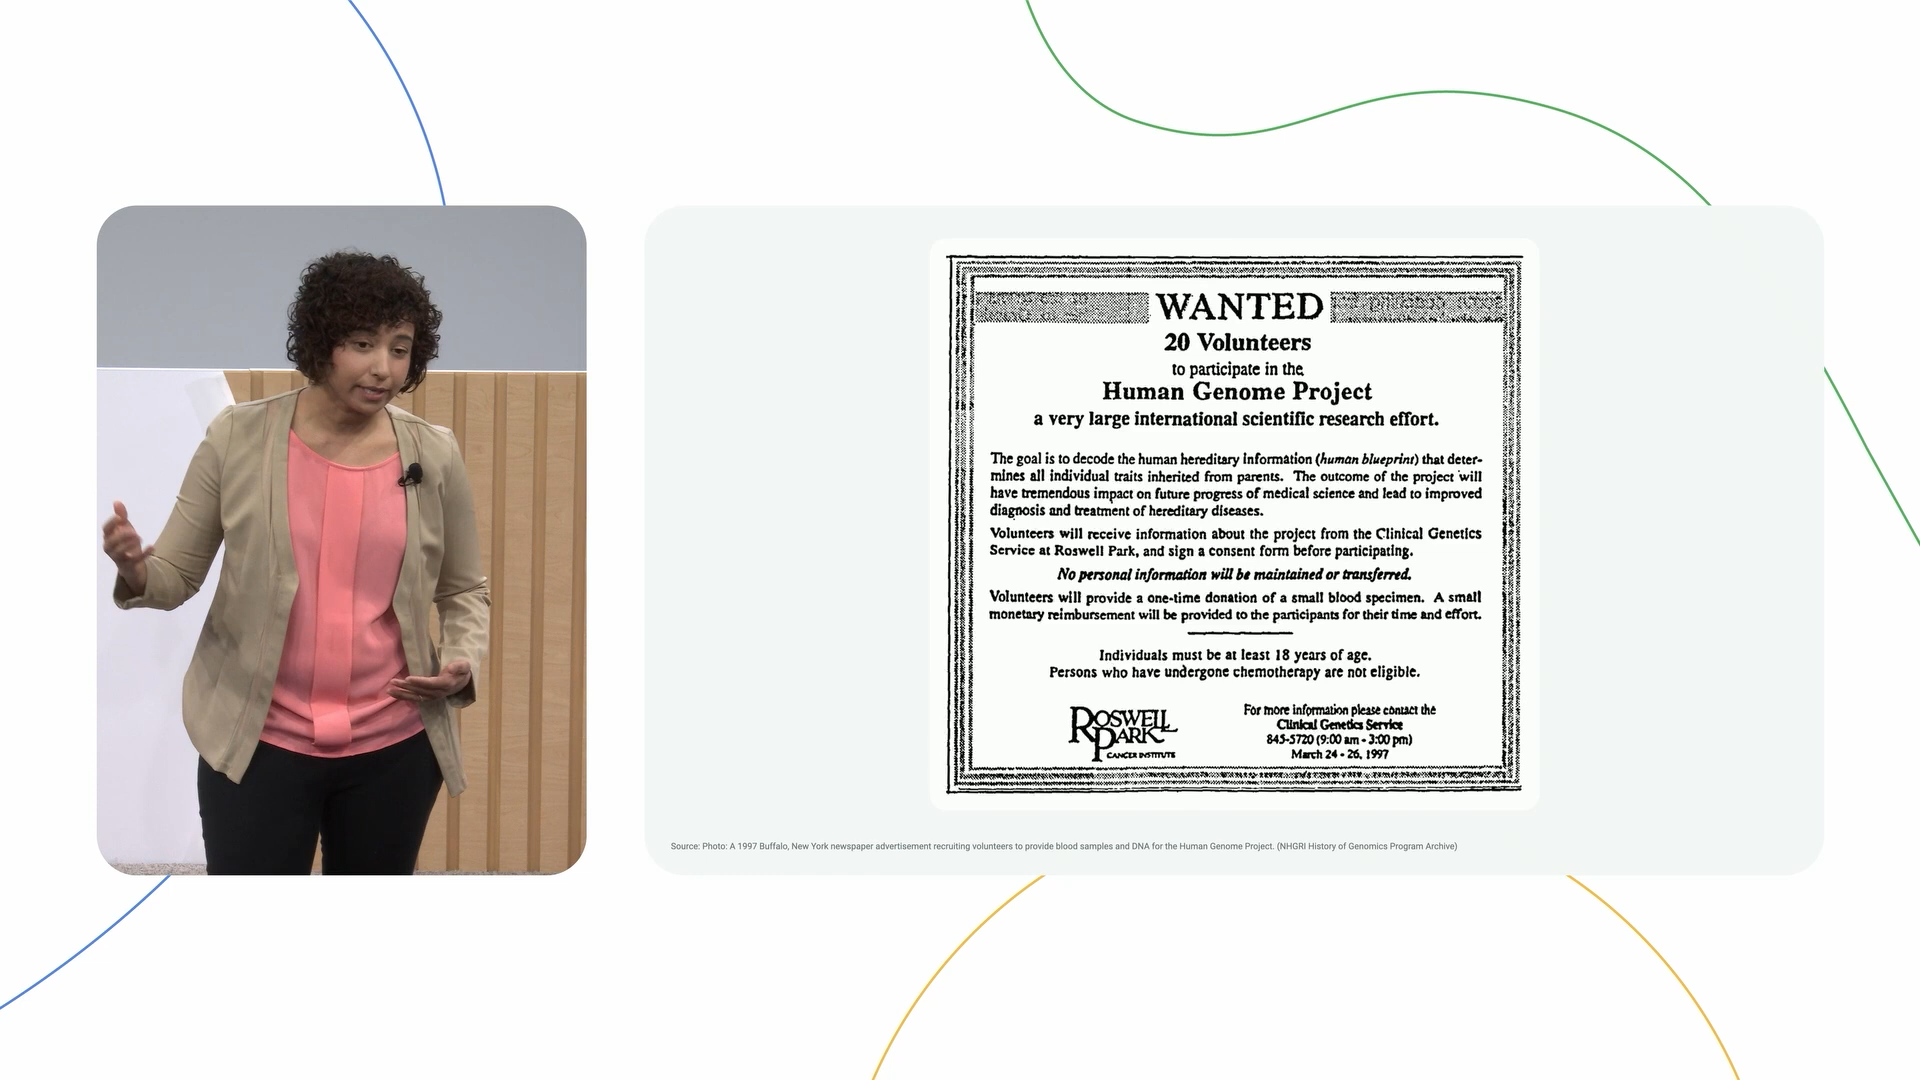 WANTED
20 Volunteers
to participate in the
Human Genome Project
a very large international scientific research effort.
The goal is to decode the human hereditary information (human blueprint) that deter-
mines all individual traits inherited from parents. The outcome of the project will
have tremendous impact on future progress of medical science and lead to improved
diagnosis and treatment of hereditary diseases.
Volunteers will receive information about the project from the Clinical Genetics
Service at Roswell Park, and sign a consent form before participating.
No personal information will be maintained or transferred.
Volunteers will provide a one-time donation of a small blood specimen. A small
monetary reimbursement will be provided to the participants for their time and effort.
Individuals must be at least 18 years of age.
Persons who have undergone chemotherapy are not eligible.
ROSWELL
PARK
CANCER INSTITUTE
For more information please contact the
Clinical Genetics Service
845-5720 (9:00 am - 3:00 pm)
March 24 - 26, 1997
Source: Photo: A 1997 Buffalo, New York newspaper advertisement recruiting volunteers to provide blood samples and DNA for the Human Genome Project. (NHGRI History of Genomics Program Archive)